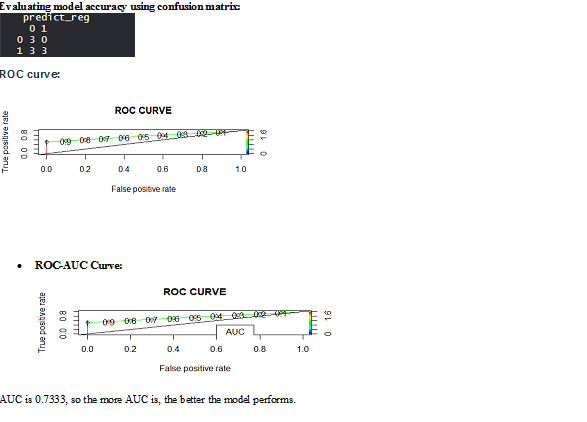 Evaluating model accuracy using confusion matrix:
predict_reg
0 1
0 3 0
1 3 3
ROC curve:
ROC CURVE
True positive rate
0.0 0.8
0.9 0.8 0.7 0.6 0.5 0.4 0.3 0.2 0.1
0 1.6
0.0 0.2 0.4 0.6 0.8 1.0
False positive rate
• ROC-AUC Curve:
ROC CURVE
True positive rate
0.0 0.8
0.9 0.8 0.7 0.6 0.5 0.4 0.3 0.2 0.1
0 1.6
AUC
0.0 0.2 0.4 0.6 0.8 1.0
False positive rate
AUC is 0.7333, so the more AUC is, the better the model performs.